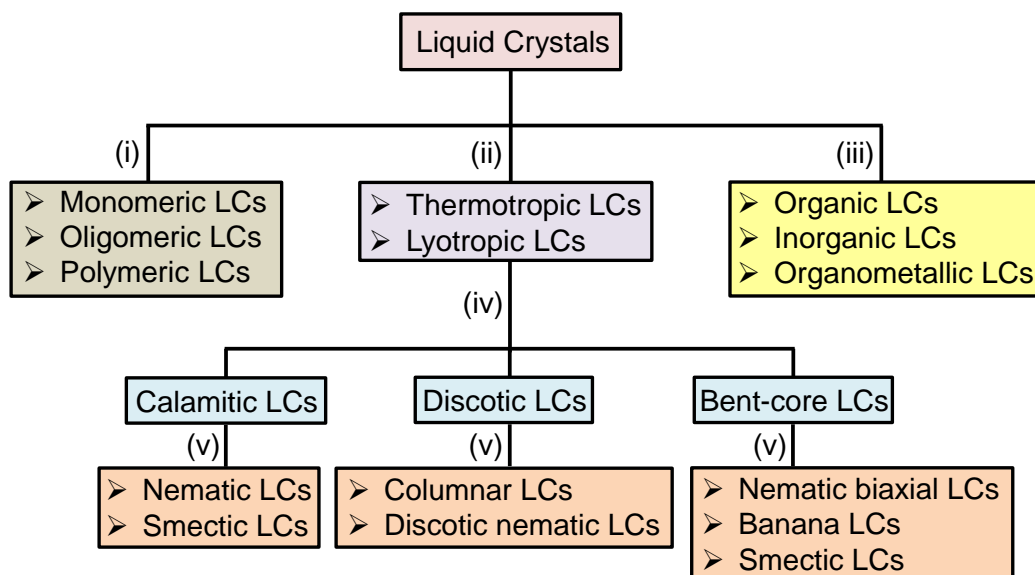 Liquid Crystals
(i)
(ii)
(iii)
➢ Monomeric LCs
➢ Oligomeric LCs
➢ Polymeric LCs
➢ Thermotropic LCs
➢ Lyotropic LCs
➢ Organic LCs
➢ Inorganic LCs
➢ Organometallic LCs
(iv)
Calamitic LCs
Discotic LCs
Bent-core LCs
(v)
(v)
(v)
➢ Nematic LCs
➢ Smectic LCs
➢ Columnar LCs
➢ Discotic nematic LCs
➢ Nematic biaxial LCs
➢ Banana LCs
➢ Smectic LCs